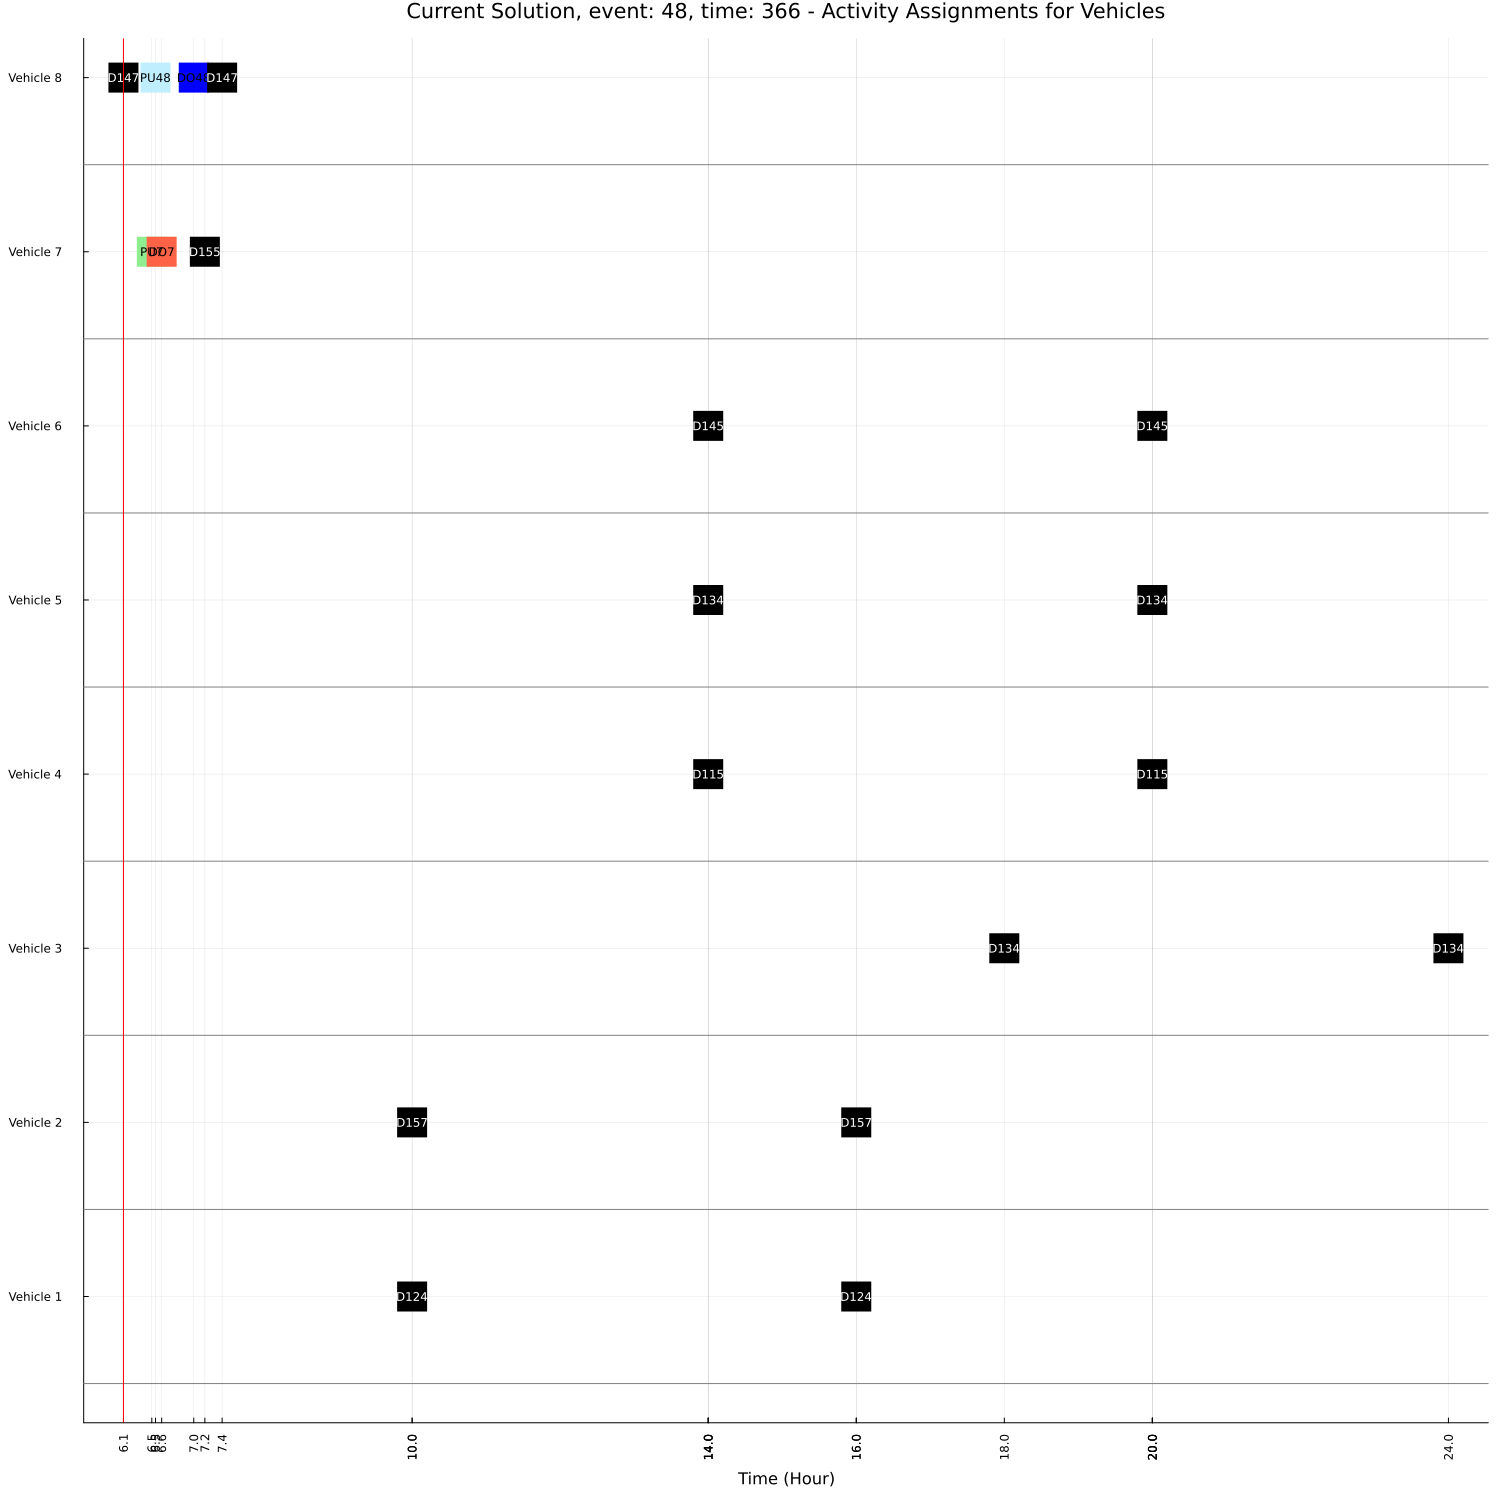 Current Solution, event: 48, time: 366 - Activity Assignments for Vehicles
Vehicle 8 D147 PU48 D147
Vehicle 7 DO7 D155
Vehicle 6 D145 D145
Vehicle 5 D134 D134
Vehicle 4 D115 D115
Vehicle 3 D134 D134
Vehicle 2 D157 D157
Vehicle 1 D124 D124
6.1 6.6 7.0 7.2 7.4 10.0 14.0 16.0 18.0 20.0 24.0
Time (Hour)